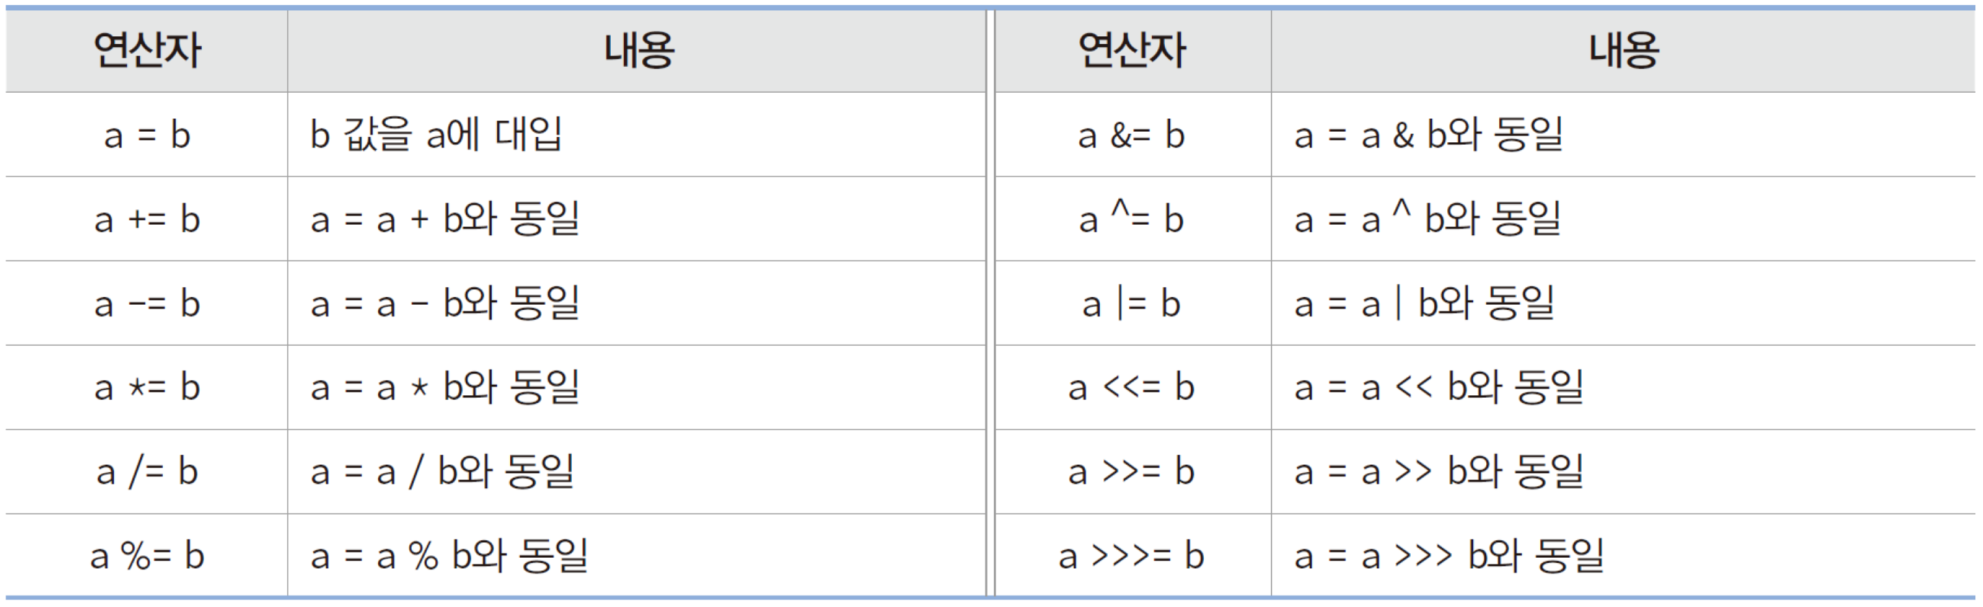 연산자 내용 연산자 내용
a = b b 값을 a에 대입 a &= b a = a & b와 동일
a += b a = a + b와 동일 a ^= b a = a ^ b와 동일
a -= b a = a - b와 동일 a |= b a = a | b와 동일
a *= b a = a * b와 동일 a <<= b a = a << b와 동일
a /= b a = a / b와 동일 a >>= b a = a >> b와 동일
a %= b a = a % b와 동일 a >>>= b a = a >>> b와 동일